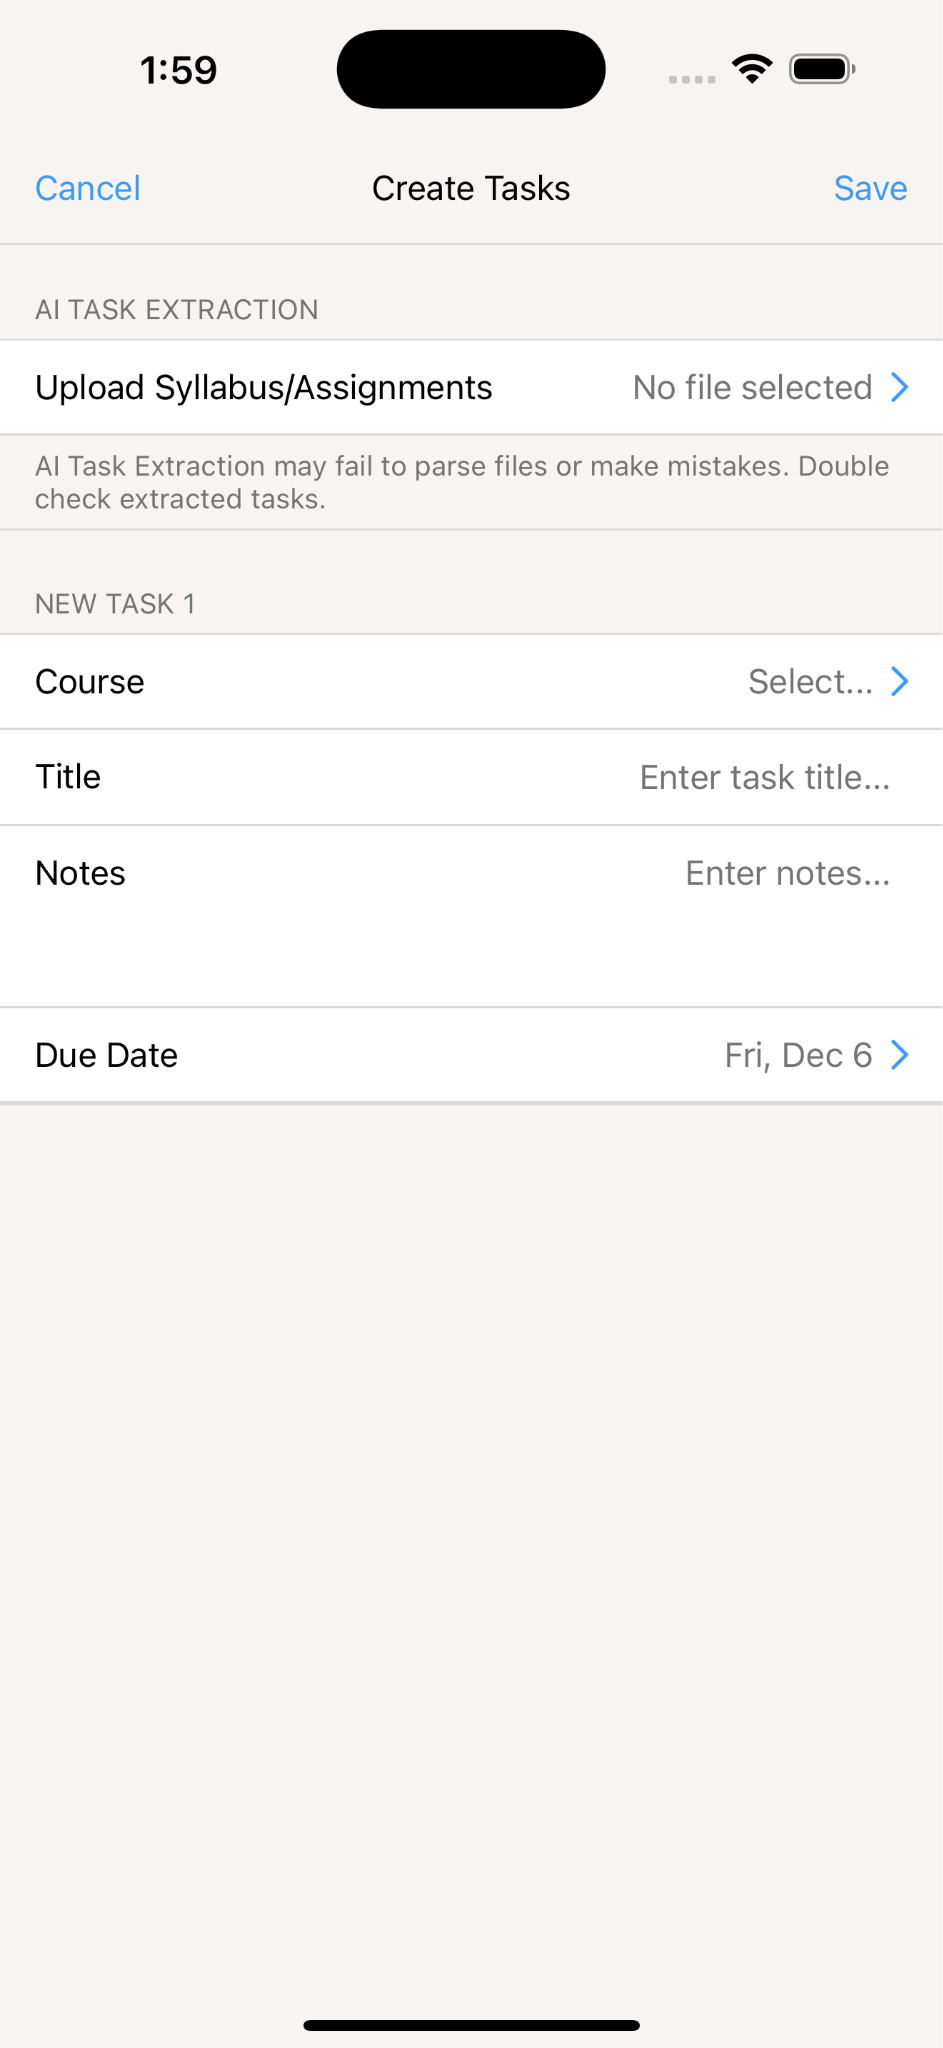 1:59
Cancel Create Tasks Save
AI TASK EXTRACTION
Upload Syllabus/Assignments No file selected
AI Task Extraction may fail to parse files or make mistakes. Double
check extracted tasks.
NEW TASK 1
Course Select...
Title Enter task title...
Notes Enter notes...
Due Date Fri, Dec 6